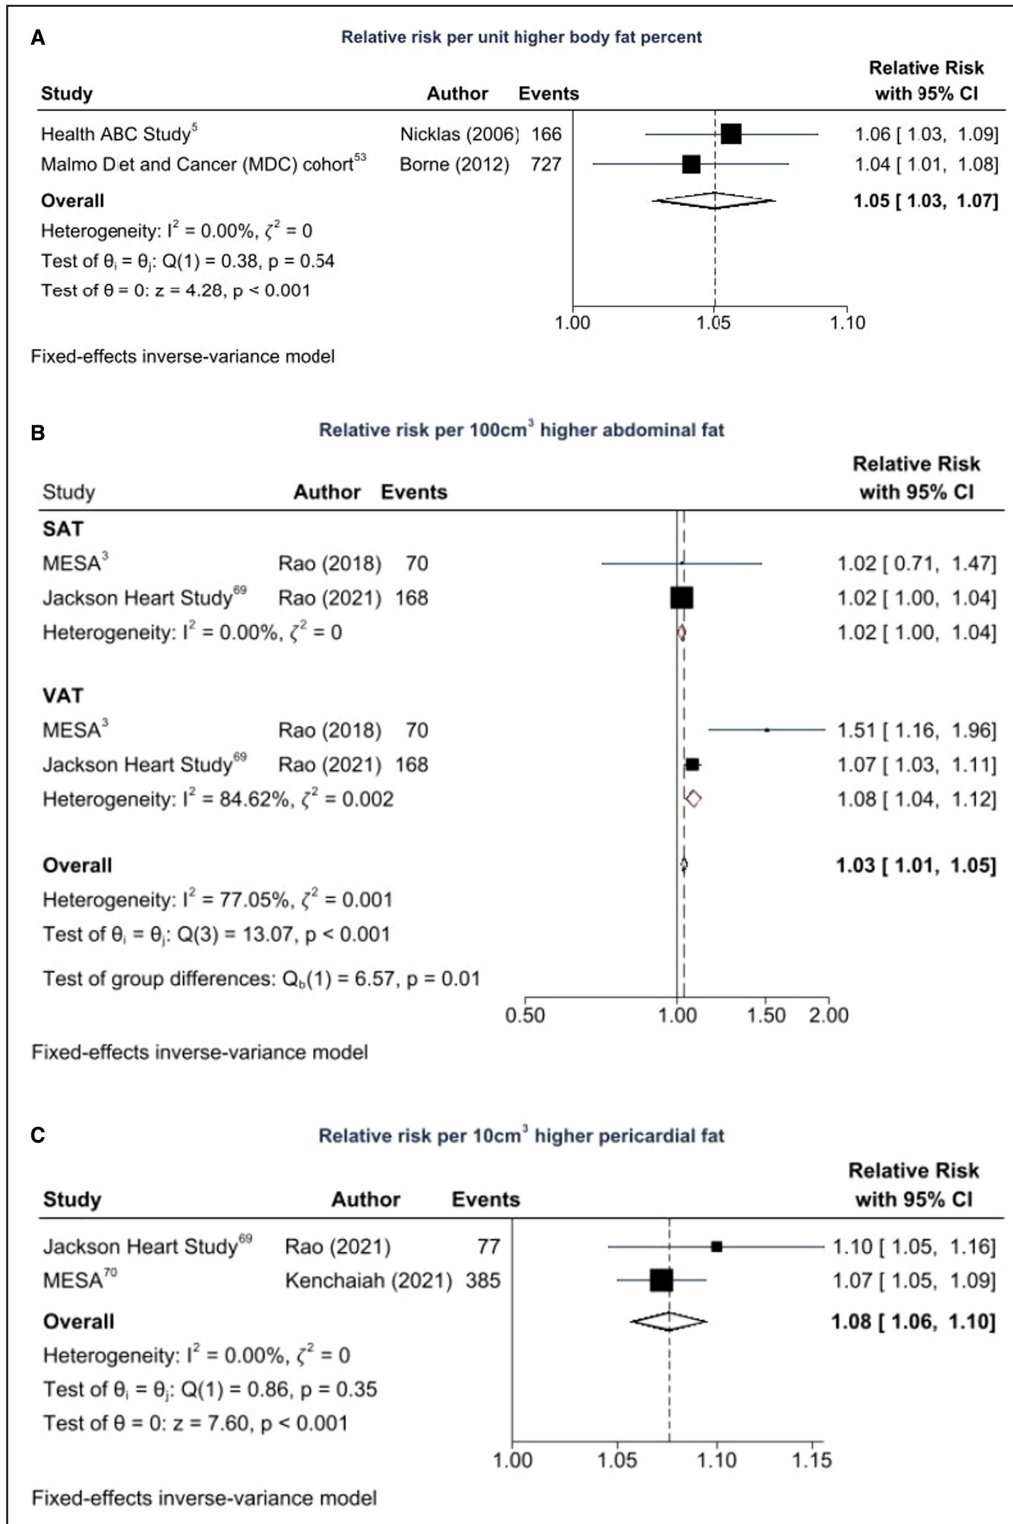 A
Relative risk per unit higher body fat percent
Relative Risk
Study Author Events with 95% CI
Health ABC Study⁵ Nicklas (2006) 166 1.06 [ 1.03, 1.09]
Malmo Diet and Cancer (MDC) cohort⁵³ Borne (2012) 727 1.04 [ 1.01, 1.08]
Overall 1.05 [ 1.03, 1.07]
Heterogeneity: I² = 0.00%, ζ² = 0
Test of θᵢ = θⱼ: Q(1) = 0.38, p = 0.54
Test of θ = 0: z = 4.28, p < 0.001
1.00 1.05 1.10
Fixed-effects inverse-variance model
B
Relative risk per 100cm³ higher abdominal fat
Relative Risk
Study Author Events with 95% CI
SAT
MESA³ Rao (2018) 70 1.02 [ 0.71, 1.47]
Jackson Heart Study⁶⁹ Rao (2021) 168 1.02 [ 1.00, 1.04]
Heterogeneity: I² = 0.00%, ζ² = 0 1.02 [ 1.00, 1.04]
VAT
MESA³ Rao (2018) 70 1.51 [ 1.16, 1.96]
Jackson Heart Study⁶⁹ Rao (2021) 168 1.07 [ 1.03, 1.11]
Heterogeneity: I² = 84.62%, ζ² = 0.002 1.08 [ 1.04, 1.12]
Overall 1.03 [ 1.01, 1.05]
Heterogeneity: I² = 77.05%, ζ² = 0.001
Test of θᵢ = θⱼ: Q(3) = 13.07, p < 0.001
Test of group differences: Q_b(1) = 6.57, p = 0.01
0.50 1.00 1.50 2.00
Fixed-effects inverse-variance model
C
Relative risk per 10cm³ higher pericardial fat
Relative Risk
Study Author Events with 95% CI
Jackson Heart Study⁶⁹ Rao (2021) 77 1.10 [ 1.05, 1.16]
MESA⁷⁰ Kenchaiah (2021) 385 1.07 [ 1.05, 1.09]
Overall 1.08 [ 1.06, 1.10]
Heterogeneity: I² = 0.00%, ζ² = 0
Test of θᵢ = θⱼ: Q(1) = 0.86, p = 0.35
Test of θ = 0: z = 7.60, p < 0.001
1.00 1.05 1.10 1.15
Fixed-effects inverse-variance model